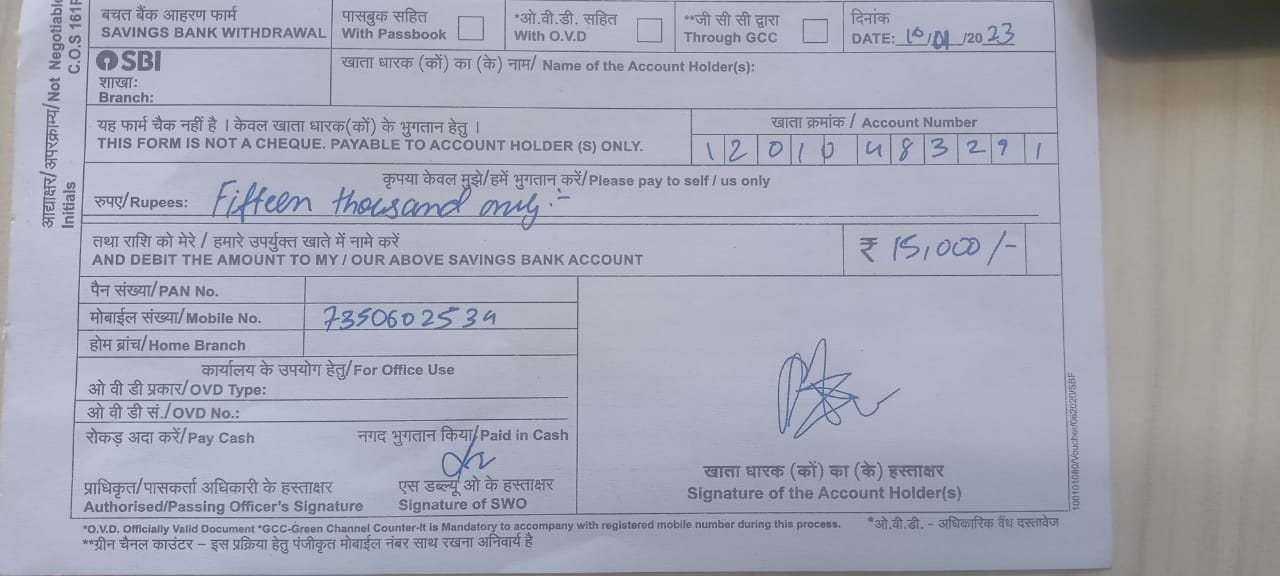 आद्याक्षर/अपरक्राम्य/Not Negotiable
Initials C.O.S 161F
बचत बैंक आहरण फार्म
SAVINGS BANK WITHDRAWAL
पासबुक सहित
With Passbook
*ओ.वी.डी. सहित
With O.V.D
**जी सी सी द्वारा
Through GCC
दिनांक
DATE: 10/01/2023
SBI
शाखाः
Branch:
खाता धारक (कों) का (के) नाम/ Name of the Account Holder(s):
यह फार्म चैक नहीं है । केवल खाता धारक(कों) के भुगतान हेतु ।
THIS FORM IS NOT A CHEQUE. PAYABLE TO ACCOUNT HOLDER (S) ONLY.
खाता क्रमांक / Account Number
1 2 0 1 0 4 8 3 2 9 1
कृपया केवल मुझे/हमें भुगतान करें/Please pay to self / us only
रुपए/Rupees: Fifteen thousand only.:-
तथा राशि को मेरे / हमारे उपर्युक्त खाते में नामे करें
AND DEBIT THE AMOUNT TO MY / OUR ABOVE SAVINGS BANK ACCOUNT
₹ 15,000/-
पैन संख्या/PAN No.
मोबाईल संख्या/Mobile No. 7350602534
होम ब्रांच/Home Branch
कार्यालय के उपयोग हेतु/For Office Use
ओ वी डी प्रकार/OVD Type:
ओ वी डी सं./OVD No.:
रोकड़ अदा करें/Pay Cash
नगद भुगतान किया/Paid in Cash
प्राधिकृत/पासकर्ता अधिकारी के हस्ताक्षर
Authorised/Passing Officer's Signature
एस डब्ल्यू ओ के हस्ताक्षर
Signature of SWO
खाता धारक (कों) का (के) हस्ताक्षर
Signature of the Account Holder(s)
100101080/Voucher/062020/SBF
*O.V.D. Officially Valid Document *GCC-Green Channel Counter-It is Mandatory to accompany with registered mobile number during this process. *ओ.वी.डी. - अधिकारिक वैंध दस्तावेज
**ग्रीन चैनल काउंटर – इस प्रक्रिया हेतु पंजीकृत मोबाईल नंबर साथ रखना अनिवार्य है